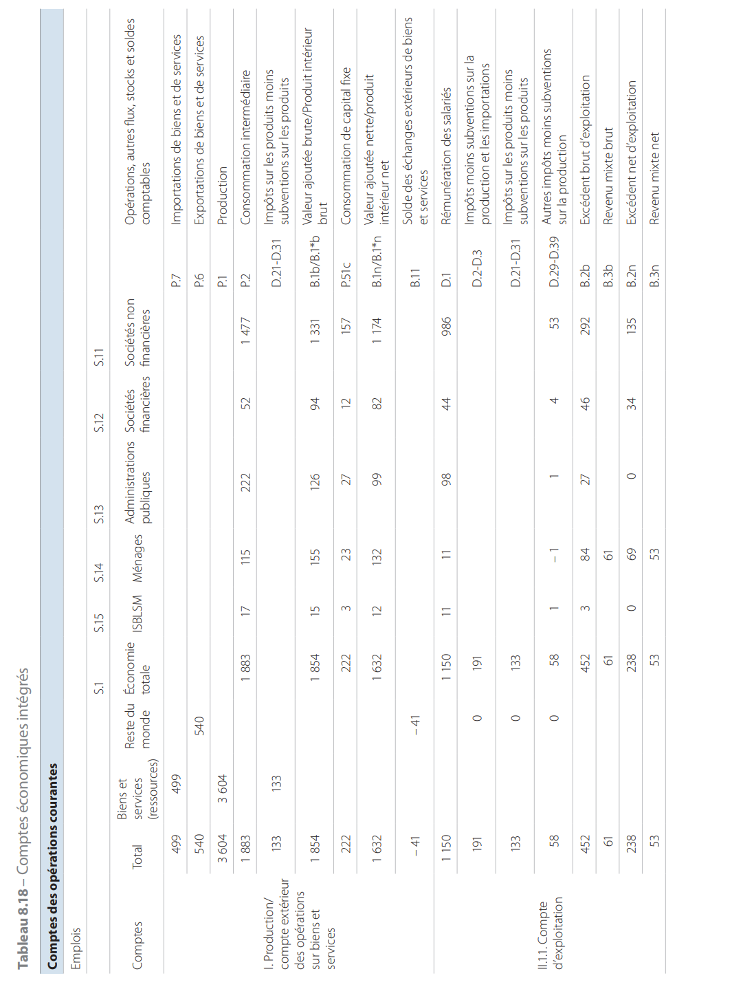 Tableau 8.18 – Comptes économiques intégrés
Comptes des opérations courantes
Emplois
S.1 S.15 S.14 S.13 S.12 S.11
Comptes Total Biens et services (ressources) Reste du monde Économie totale ISBLSM Ménages Administrations publiques Sociétés financières Sociétés non financières Opérations, autres flux, stocks et soldes comptables
I. Production/
compte extérieur
des opérations
sur biens et
services
499 499 P.7 Importations de biens et de services
540 540 P.6 Exportations de biens et de services
3 604 3 604 P.1 Production
1 883 1 883 17 115 222 52 1 477 P.2 Consommation intermédiaire
133 133 D.21-D.31 Impôts sur les produits moins
subventions sur les produits
1 854 1 854 15 155 126 94 1 331 B.1b/B.1*b Valeur ajoutée brute/Produit intérieur
brut
222 222 3 23 27 12 157 P.51c Consommation de capital fixe
1 632 1 632 12 132 99 82 1 174 B.1n/B.1*n Valeur ajoutée nette/produit
intérieur net
– 41 – 41 B.11 Solde des échanges extérieurs de biens
et services
II.1.1. Compte
d’exploitation
1 150 1 150 11 11 98 44 986 D.1 Rémunération des salariés
191 0 191 D.2-D.3 Impôts moins subventions sur la
production et les importations
133 0 133 D.21-D.31 Impôts sur les produits moins
subventions sur les produits
58 0 58 1 – 1 1 4 53 D.29-D.39 Autres impôts moins subventions
sur la production
452 452 3 84 27 46 292 B.2b Excédent brut d’exploitation
61 61 61 B.3b Revenu mixte brut
238 238 0 69 0 34 135 B.2n Excédent net d’exploitation
53 53 53 B.3n Revenu mixte net